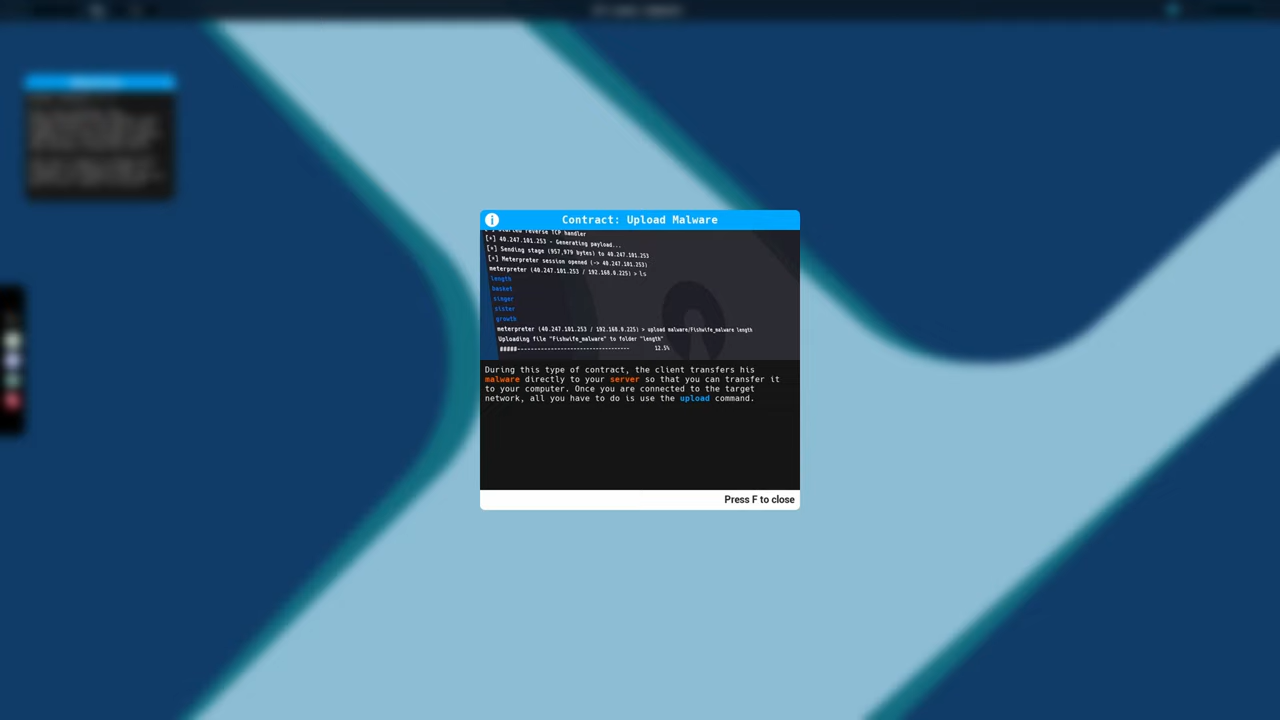 Contract: Upload Malware
Started reverse TCP handler
[*] 40.247.101.253 - Generating payload...
[*] Sending stage (957,979 bytes) to 40.247.101.253
[*] Meterpreter session opened (-> 40.247.101.253)
meterpreter (40.247.101.253 / 192.168.0.225) > ls
length
basket
singer
sister
growth
meterpreter (40.247.101.253 / 192.168.0.225) > upload malware/Fishwife_malware length
Uploading file "Fishwife_malware" to folder "length"
12.5%
During this type of contract, the client transfers his
malware directly to your server so that you can transfer it
to your computer. Once you are connected to the target
network, all you have to do is use the upload command.
Press F to close